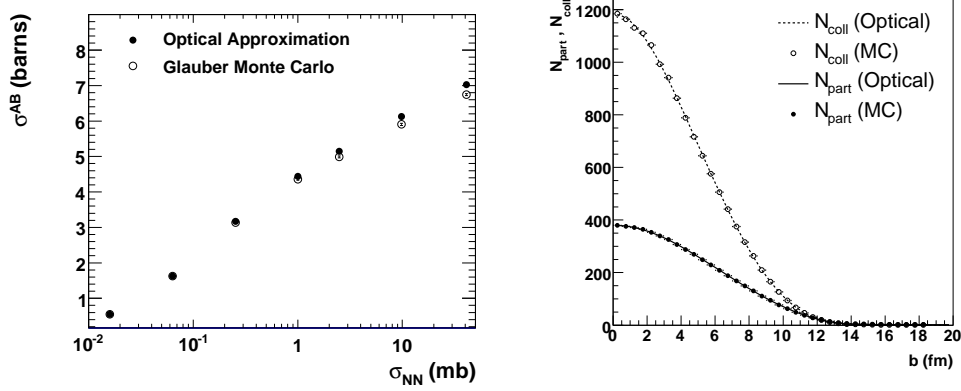 σ^AB (barns)
8
7
6
5
4
3
2
1
● Optical Approximation
○ Glauber Monte Carlo
10^-2
10^-1
1
10
σ_NN (mb)
N_part , N_coll
1200
1000
800
600
400
200
0
N_coll (Optical)
N_coll (MC)
N_part (Optical)
N_part (MC)
0 2 4 6 8 10 12 14 16 18 20
b (fm)